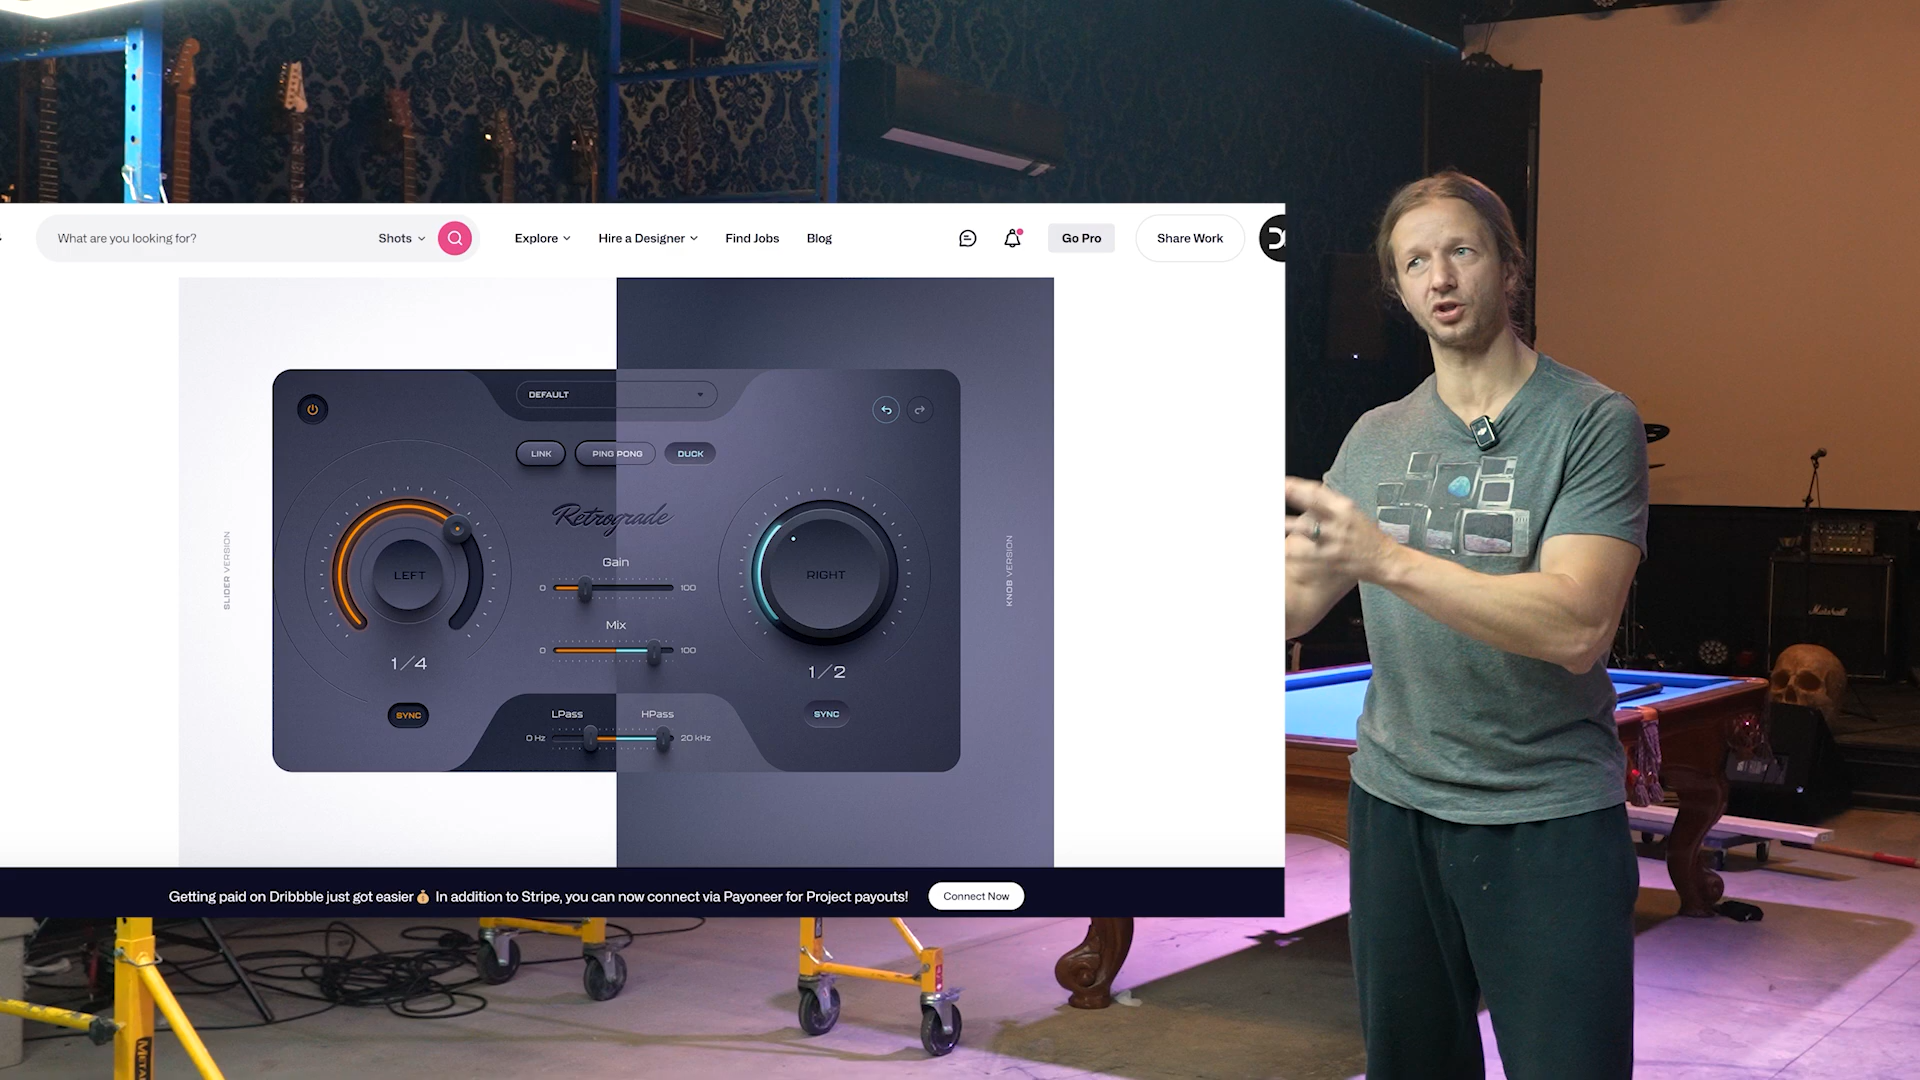 What are you looking for?
Shots
Explore
Hire a Designer
Find Jobs
Blog
Go Pro
Share Work
DEFAULT
LINK
PING PONG
DUCK
Retrograde
SLIDER VERSION
KNOB VERSION
Gain
0
100
LEFT
RIGHT
Mix
0
100
1/4
1/2
SYNC
SYNC
LPass
HPass
0 Hz
20 kHz
Getting paid on Dribbble just got easier 💰 In addition to Stripe, you can now connect via Payoneer for Project payouts!
Connect Now
Marshall